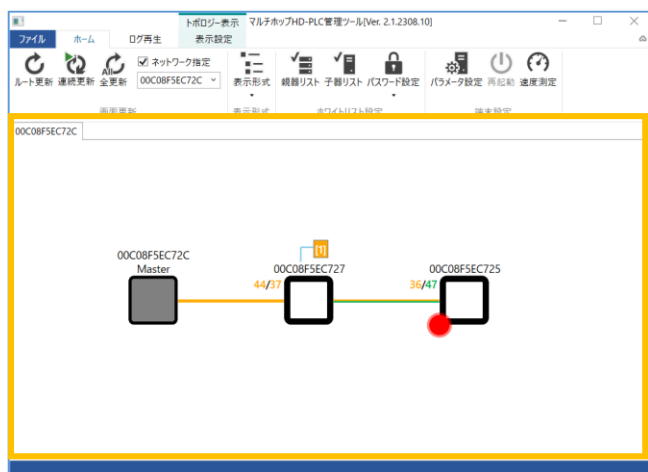 トポロジー表示 マルチホップHD-PLC管理ツール[Ver. 2.1.2308.10]
ファイル ホーム ログ再生 表示設定
ルート更新 連続更新 全更新 ネットワーク指定 00C08F5EC72C 表示形式 親器リスト 子器リスト パスワード設定 パラメータ設定 再起動 速度測定
All
画面更新 表示形式 ホワイトリスト設定 端末設定
00C08F5EC72C
[1]
00C08F5EC72C 00C08F5EC727 00C08F5EC725
Master
44/37 36/47